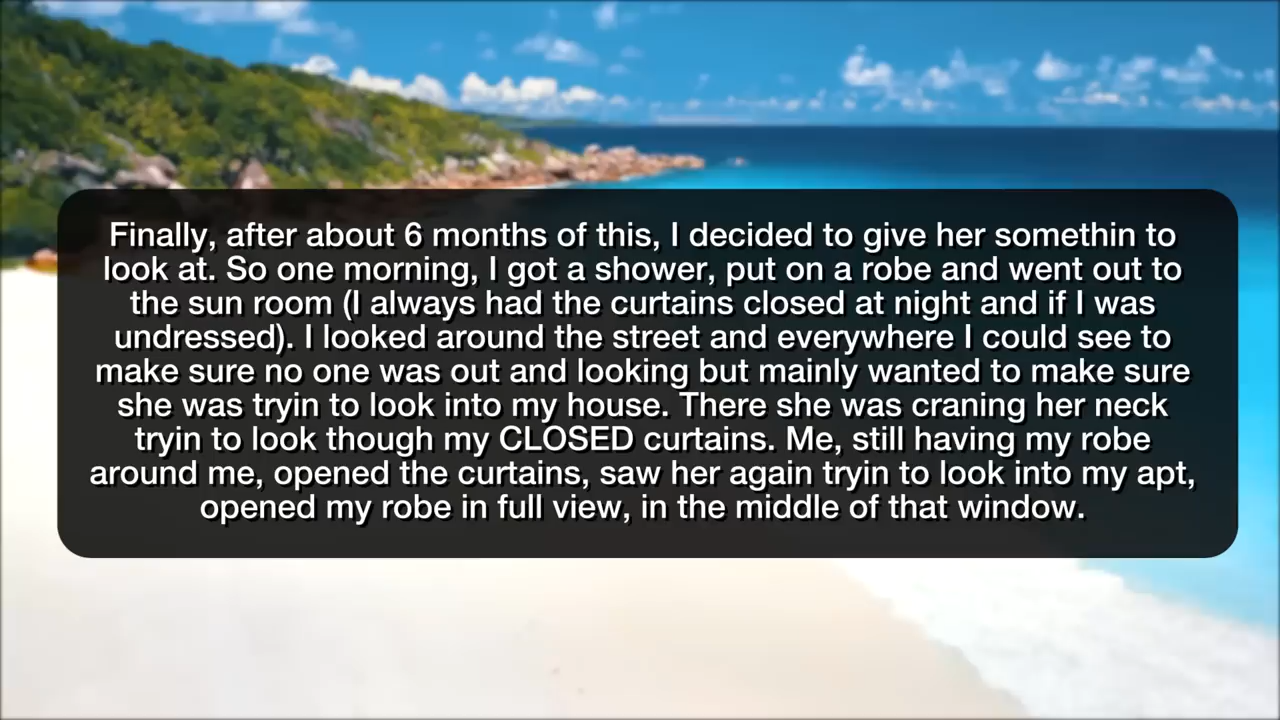 Finally, after about 6 months of this, I decided to give her somethin to
look at. So one morning, I got a shower, put on a robe and went out to
the sun room (I always had the curtains closed at night and if I was
undressed). I looked around the street and everywhere I could see to
make sure no one was out and looking but mainly wanted to make sure
she was tryin to look into my house. There she was craning her neck
tryin to look though my CLOSED curtains. Me, still having my robe
around me, opened the curtains, saw her again tryin to look into my apt,
opened my robe in full view, in the middle of that window.